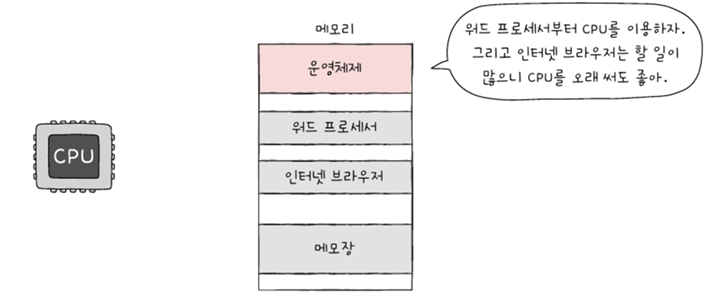 메모리
운영체제
워드 프로세서부터 CPU를 이용하자.
그리고 인터넷 브라우저는 할 일이
많으니 CPU를 오래 써도 좋아.
CPU
워드 프로세서
인터넷 브라우저
메모장